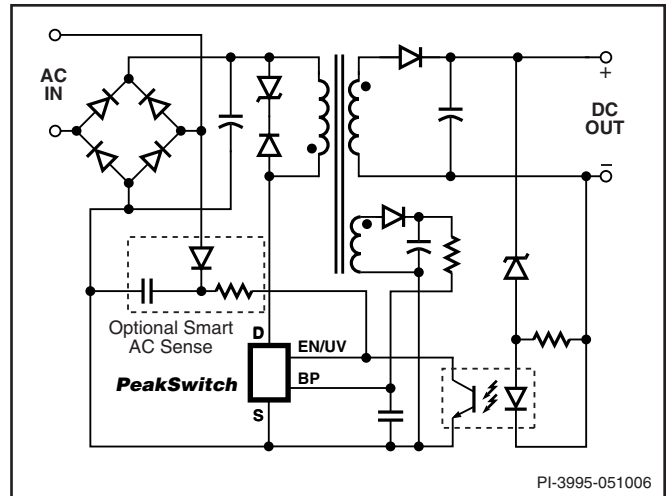 AC
IN
+
DC
OUT
−
Optional Smart
AC Sense
D
EN/UV
PeakSwitch
BP
S
PI-3995-051006